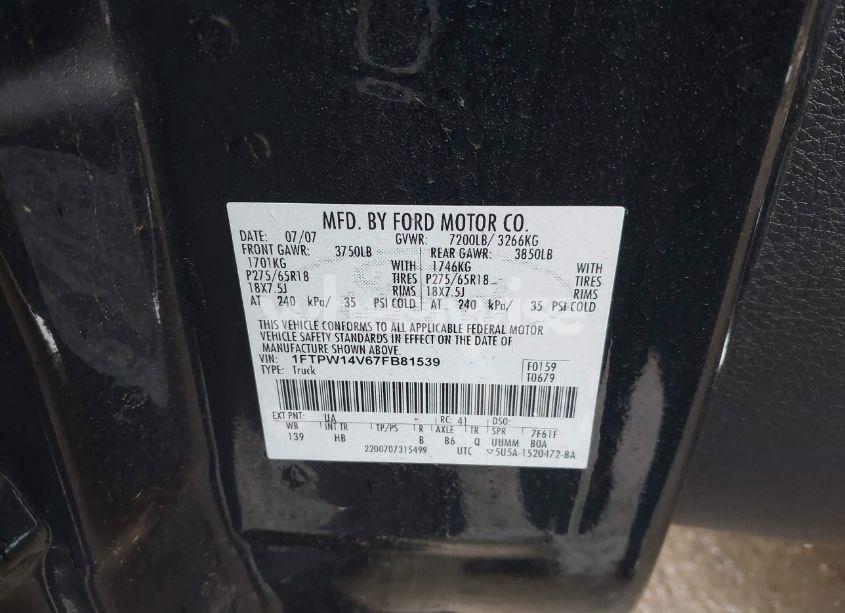 MFD. BY FORD MOTOR CO.
DATE: 07/07 GVWR: 7200LB/ 3266KG
FRONT GAWR: 3750LB REAR GAWR: 3850LB
1701KG WITH 1746KG WITH
P275/65R18 TIRES P275/65R18 TIRES
18X7.5J RIMS 18X7.5J RIMS
AT 240 kPa/ 35 PSI COLD AT 240 kPa/ 35 PSI COLD
THIS VEHICLE CONFORMS TO ALL APPLICABLE FEDERAL MOTOR
VEHICLE SAFETY STANDARDS IN EFFECT ON THE DATE OF
MANUFACTURE SHOWN ABOVE.
VIN: 1FTPW14V67FB81539 F0159
TYPE: Truck T0679
EXT PNT: UA RC: 41 DSO:
WB INT TR TP/PS R AXLE TR SPR 7F61F
139 HB B B6 Q UUMM BOA
2200707315499 UTC ▽5U5A-1520472-BA